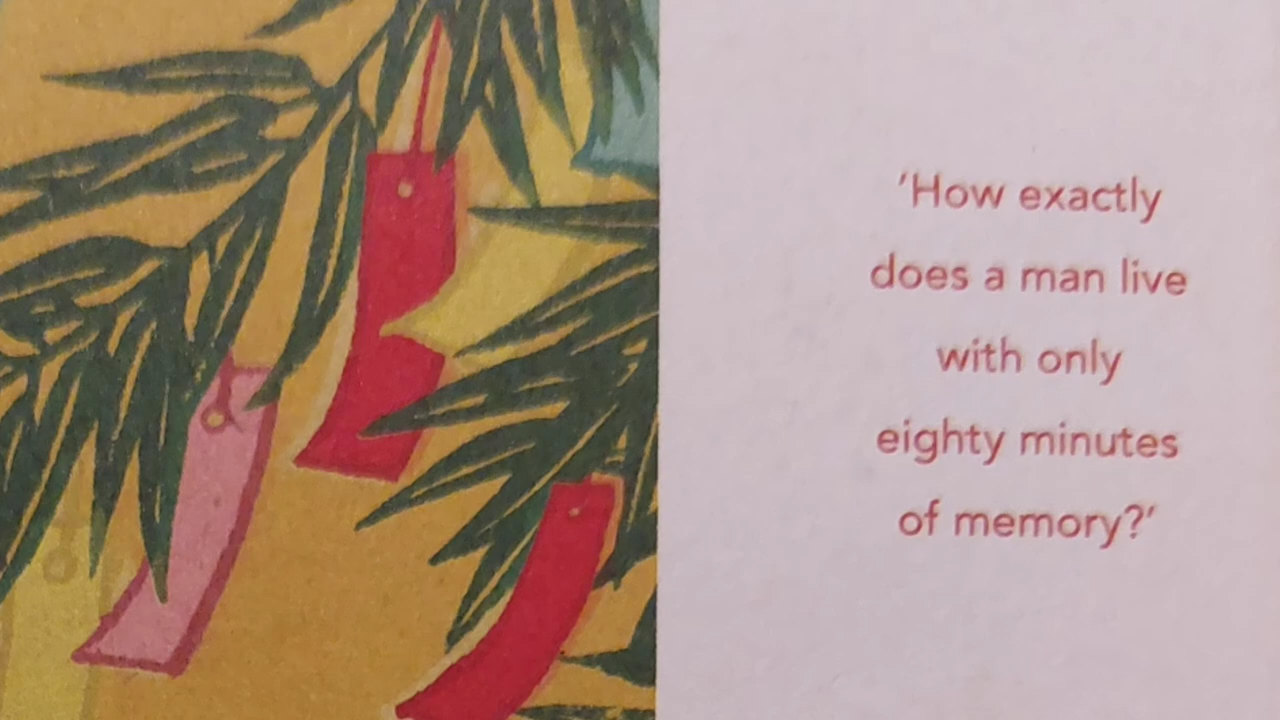 'How exactly
does a man live
with only
eighty minutes
of memory?'